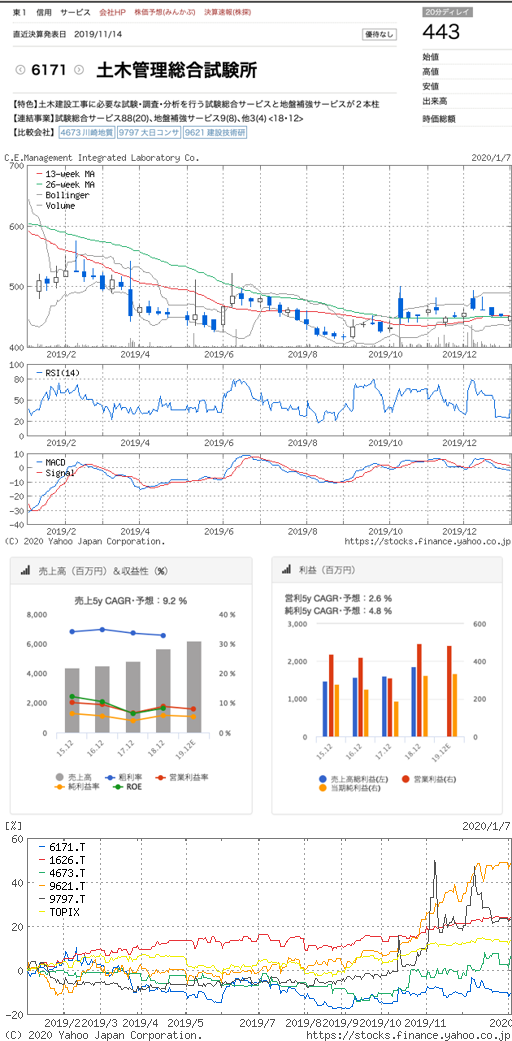 東1 信用 サービス 会社HP 株価予想(みんかぶ) 決算速報(株探)
直近決算発表日 2019/11/14
優待なし
6171 土木管理総合試験所
【特色】土木建設工事に必要な試験・調査・分析を行う試験総合サービスと地盤補強サービスが２本柱
【連結事業】試験総合サービス88(20)、地盤補強サービス9(8)、他3(4) <18・12>
【比較会社】 4673 川崎地質 9797 大日コンサ 9621 建設技術研
20分ディレイ
443
始値
高値
安値
出来高
時価総額
C.E.Management Integrated Laboratory Co. 2020/1/7
700
600
500
400
13-week MA
26-week MA
Bollinger
Volume
2019/2 2019/4 2019/6 2019/8 2019/10 2019/12
100
80
50
20
0
RSI(14)
2019/2 2019/4 2019/6 2019/8 2019/10 2019/12
10
0
-10
-20
-30
-40
MACD
Signal
2019/2 2019/4 2019/6 2019/8 2019/10 2019/12
(C) 2020 Yahoo Japan Corporation. https://stocks.finance.yahoo.co.jp
売上高（百万円）＆収益性（%）
売上5y CAGR・予想：9.2 %
8,000
6,000
4,000
2,000
0
40 %
30 %
20 %
10 %
0 %
15.12 16.12 17.12 18.12 19.12E
売上高 粗利率 営業利益率
純利益率 ROE
利益（百万円）
営利5y CAGR・予想：2.6 %
純利5y CAGR・予想：4.8 %
3,000
2,000
1,000
0
600
400
200
0
15.12 16.12 17.12 18.12 19.12E
売上高総利益(左) 営業利益(右)
当期純利益(右)
[%] 2020/1/7
60
40
20
0
-20
6171.T
1626.T
4673.T
9621.T
9797.T
TOPIX
2019/2 2019/3 2019/4 2019/5 2019/7 2019/8 2019/9 2019/10 2019/11 2020
(C) 2020 Yahoo Japan Corporation. https://stocks.finance.yahoo.co.jp